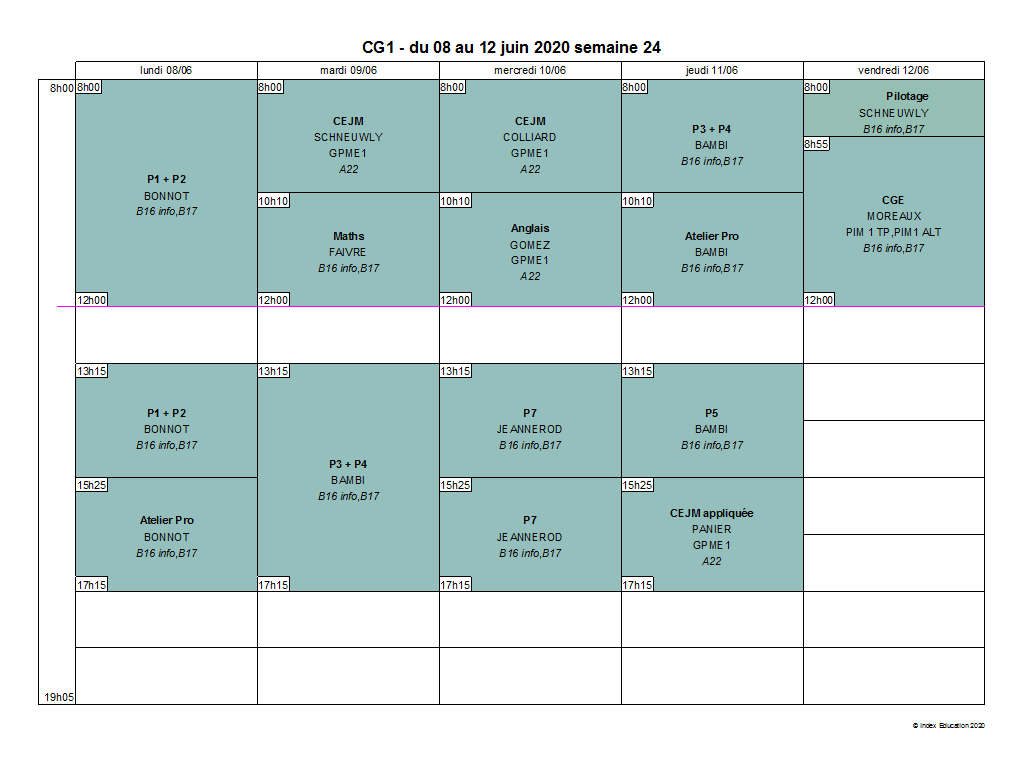 CG1 - du 08 au 12 juin 2020 semaine 24
lundi 08/06
mardi 09/06
mercredi 10/06
jeudi 11/06
vendredi 12/06
8h00
8h00
P1 + P2
BONNOT
B16 info,B17
12h00
13h15
P1 + P2
BONNOT
B16 info,B17
15h25
Atelier Pro
BONNOT
B16 info,B17
17h15
8h00
CEJM
SCHNEUWLY
GPME1
A22
10h10
Maths
FAIVRE
B16 info,B17
12h00
13h15
P3 + P4
BAMBI
B16 info,B17
17h15
8h00
CEJM
COLLIARD
GPME1
A22
10h10
Anglais
GOMEZ
GPME1
A22
12h00
13h15
P7
JEANNEROD
B16 info,B17
15h25
P7
JEANNEROD
B16 info,B17
17h15
8h00
P3 + P4
BAMBI
B16 info,B17
10h10
Atelier Pro
BAMBI
B16 info,B17
12h00
13h15
P5
BAMBI
B16 info,B17
15h25
CEJM appliquée
PANIER
GPME1
A22
17h15
8h00
Pilotage
SCHNEUWLY
B16 info,B17
8h55
CGE
MOREAUX
PIM 1 TP,PIM1 ALT
B16 info,B17
12h00
19h05
© Index Education 2020